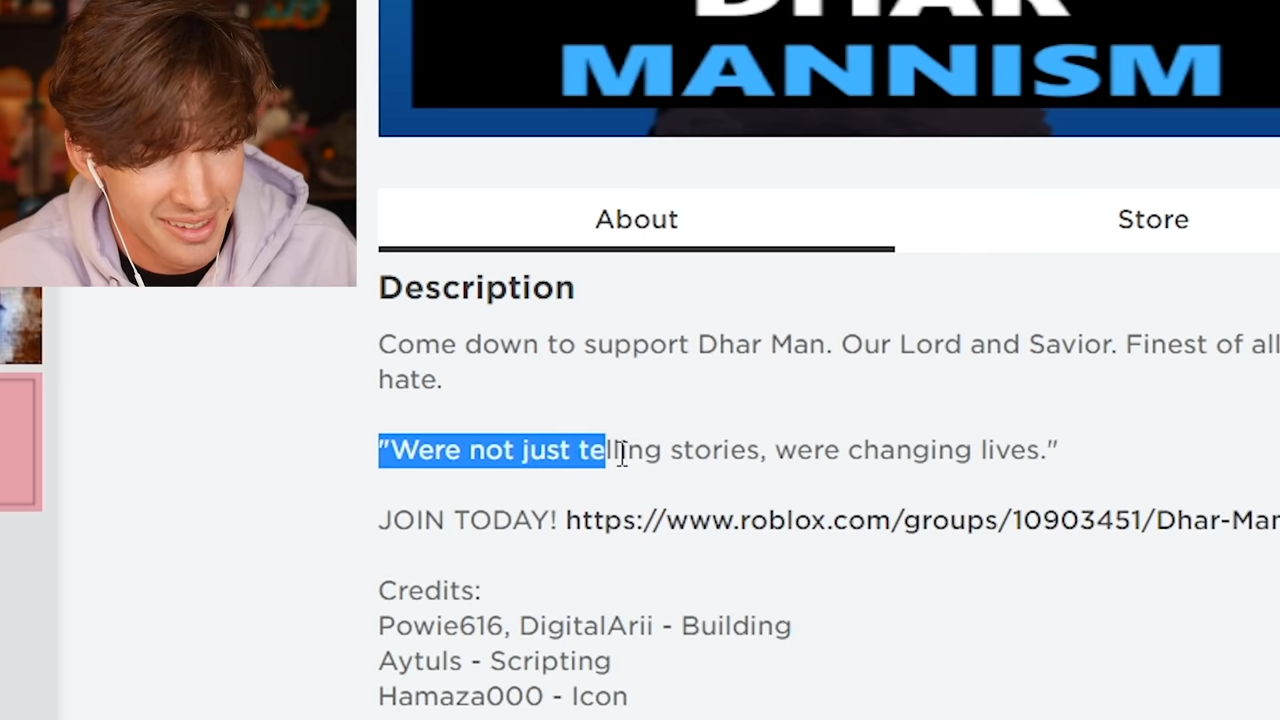 DHAR
MANNISM
About
Store
Description
Come down to support Dhar Man. Our Lord and Savior. Finest of all
hate.
"Were not just telling stories, were changing lives."
JOIN TODAY! https://www.roblox.com/groups/10903451/Dhar-Man
Credits:
Powie616, DigitalArii - Building
Aytuls - Scripting
Hamaza000 - Icon